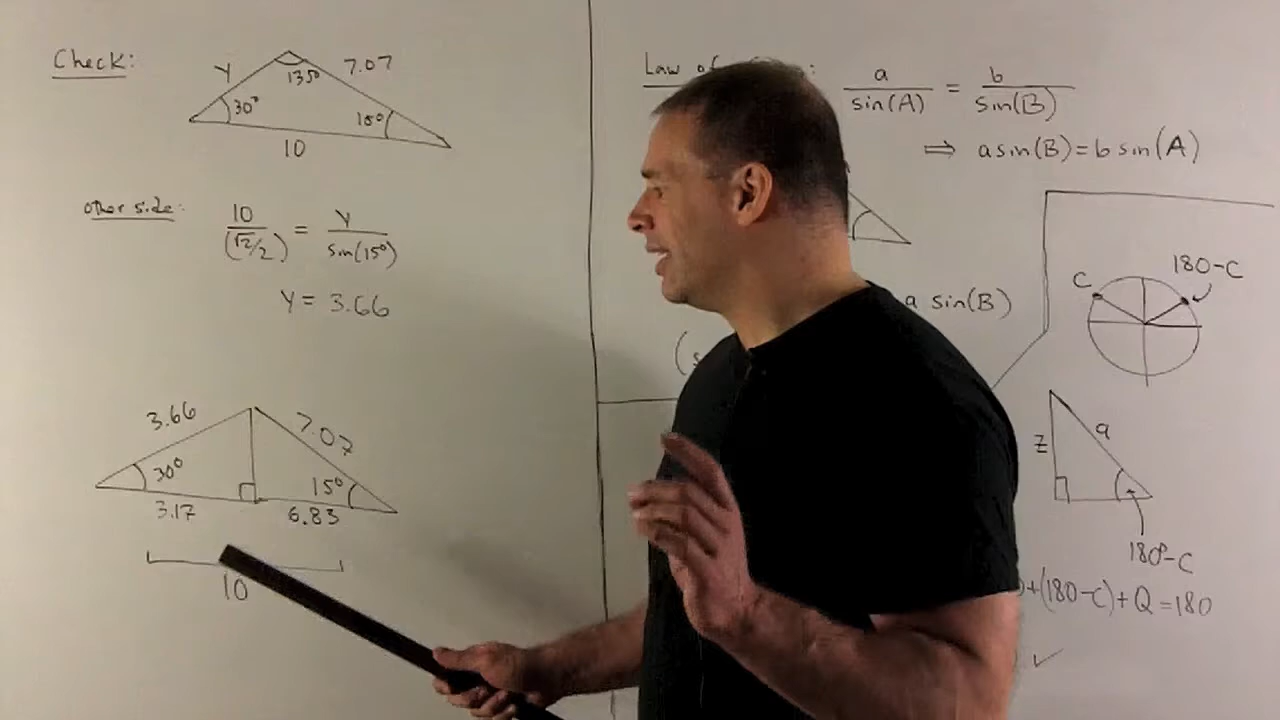 Check:
Y
135°
7.07
30°
15°
10
other side:
10/(√2/2) = Y/sin(15°)
Y = 3.66
3.66
7.07
30°
15°
3.17
6.83
10
Law of
:
a/sin(A) = b/sin(B)
⇒ a sin(B) = b sin(A)
a sin(B)
C
180-C
z
a
180°-C
+(180-C)+Q=180
✓